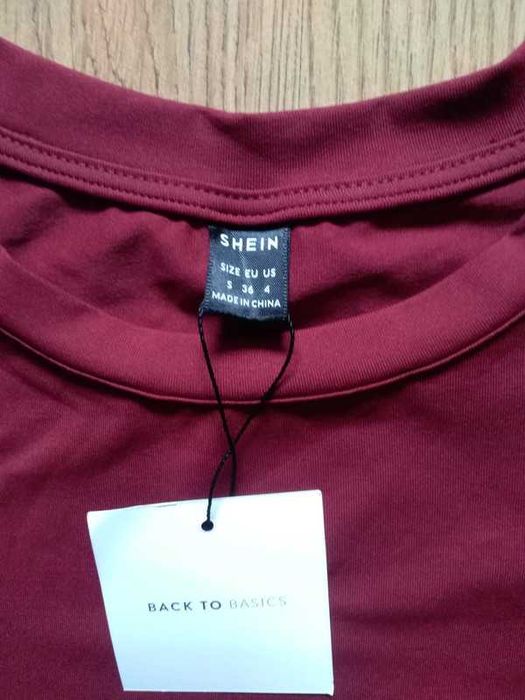 SHEIN
SIZE EU US
S 36 4
MADE IN CHINA
BACK TO BASICS